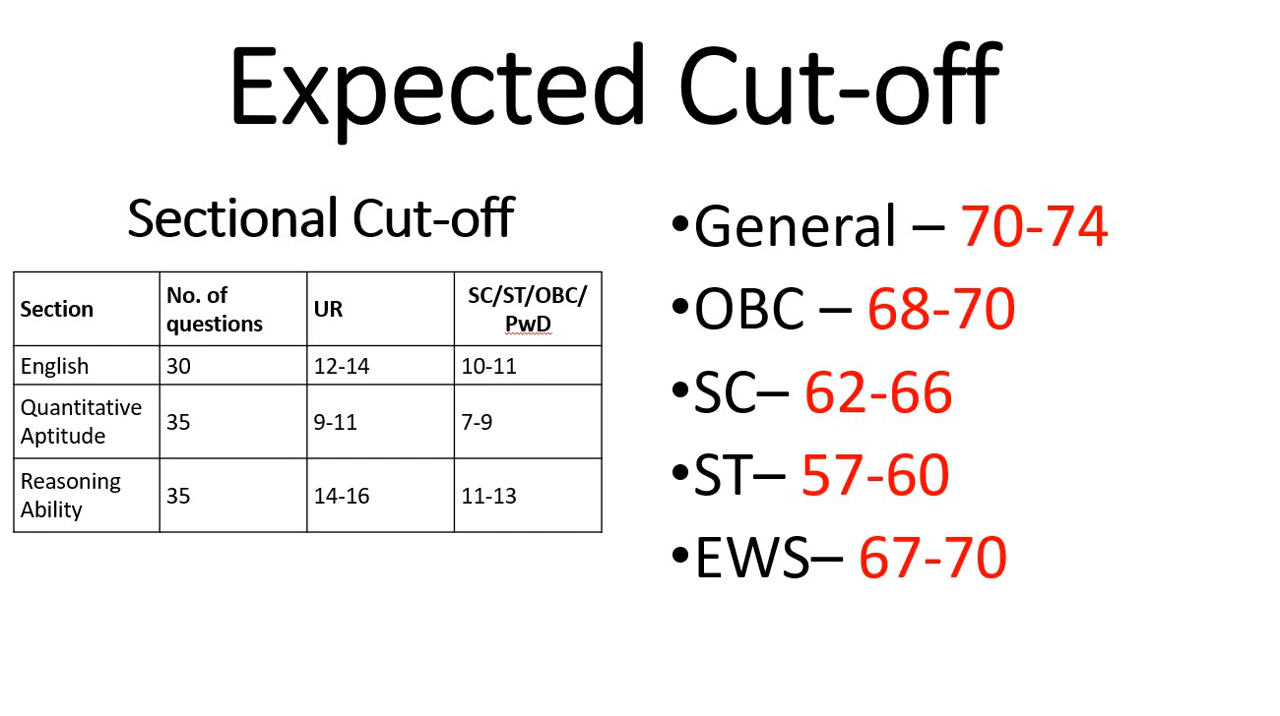 Expected Cut-off
Sectional Cut-off
Section
No. of
questions
UR
SC/ST/OBC/
PwD
English
30
12-14
10-11
Quantitative
Aptitude
35
9-11
7-9
Reasoning
Ability
35
14-16
11-13
•General – 70-74
•OBC – 68-70
•SC– 62-66
•ST– 57-60
•EWS– 67-70